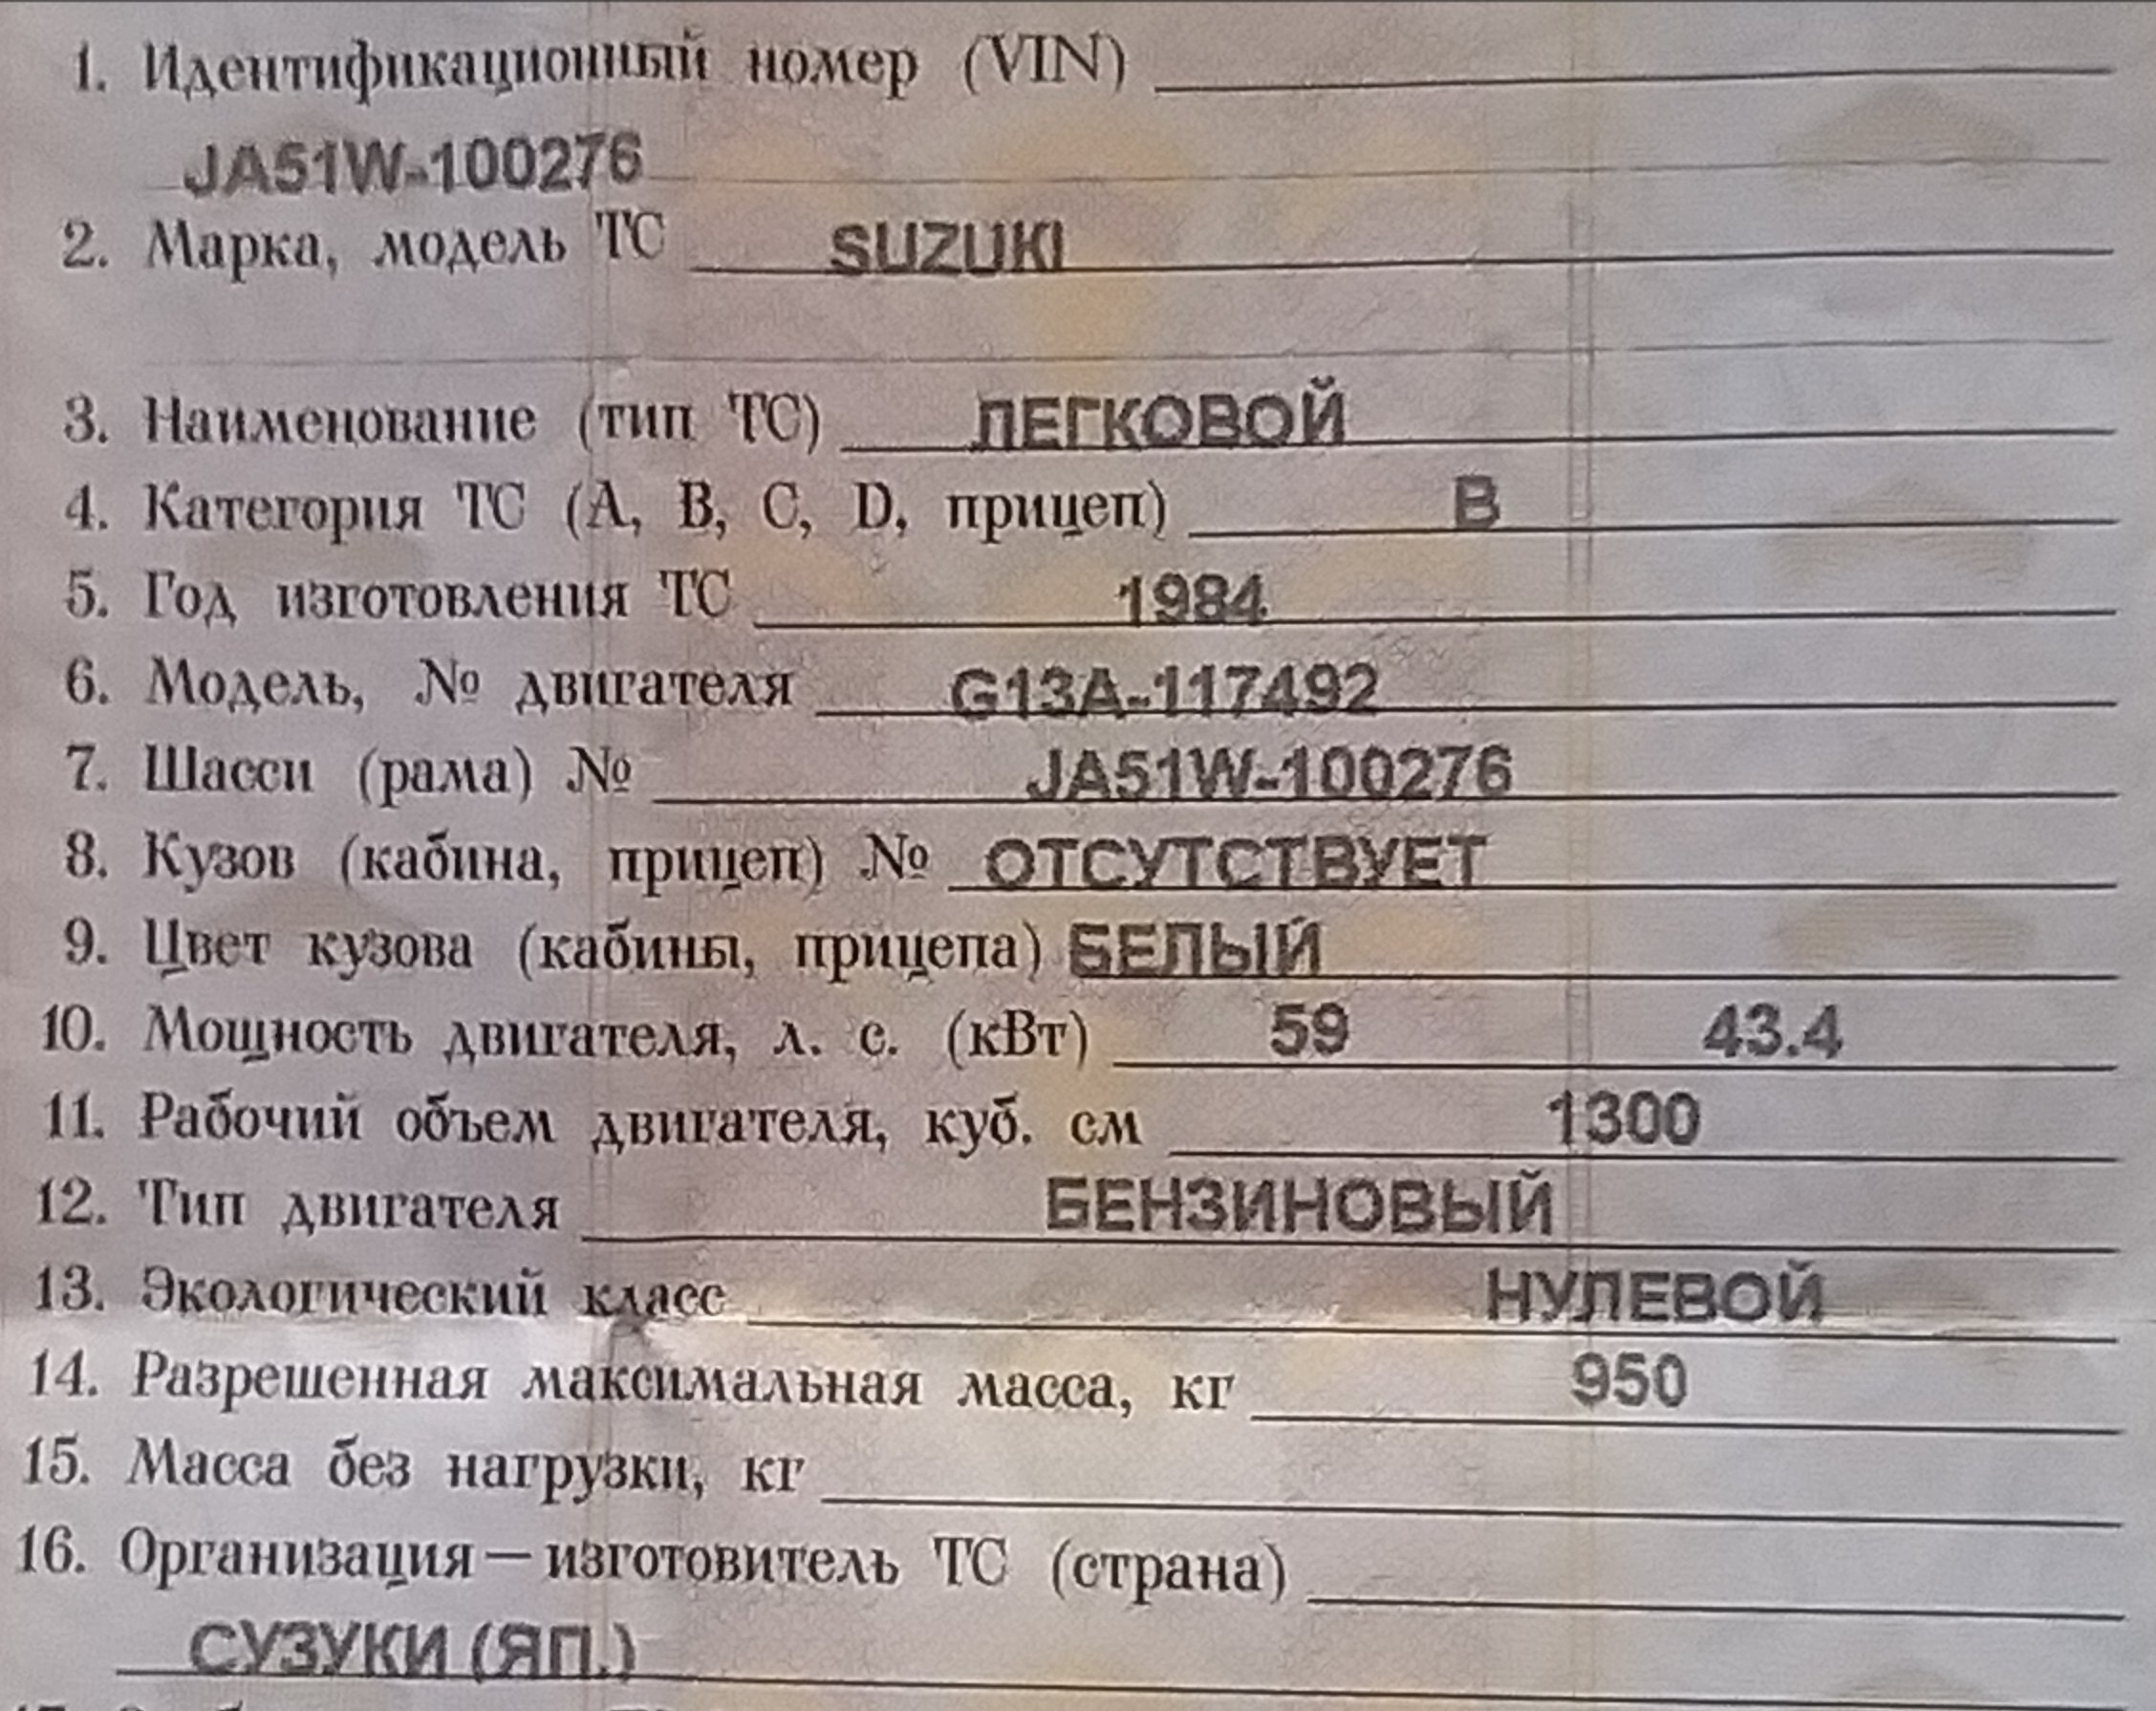 1. Идентификационный номер (VIN)
JA51W-100276
2. Марка, модель ТС SUZUKI
3. Наименование (тип ТС) ЛЕГКОВОЙ
4. Категория ТС (А, В, С, D, прицеп) В
5. Год изготовления ТС 1984
6. Модель, № двигателя G13A-117492
7. Шасси (рама) № JA51W-100276
8. Кузов (кабина, прицеп) № ОТСУТСТВУЕТ
9. Цвет кузова (кабины, прицепа) БЕЛЫЙ
10. Мощность двигателя, л. с. (кВт) 59 43.4
11. Рабочий объем двигателя, куб. см 1300
12. Тип двигателя БЕНЗИНОВЫЙ
13. Экологический класс НУЛЕВОЙ
14. Разрешенная максимальная масса, кг 950
15. Масса без нагрузки, кг
16. Организация — изготовитель ТС (страна)
СУЗУКИ (ЯП.)